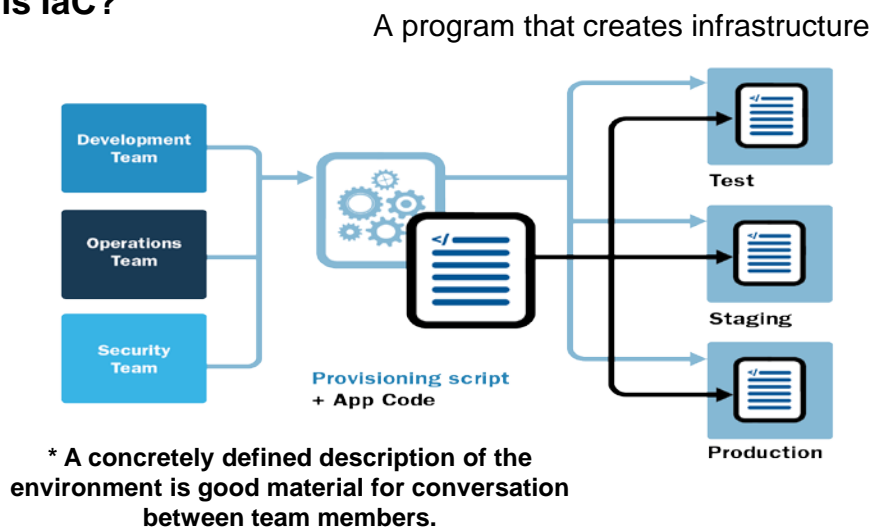 is IaC?
A program that creates infrastructure
Development
Team
Operations
Team
Security
Team
</>
</>
</>
</>
Test
Staging
Production
Provisioning script
+ App Code
* A concretely defined description of the
environment is good material for conversation
between team members.